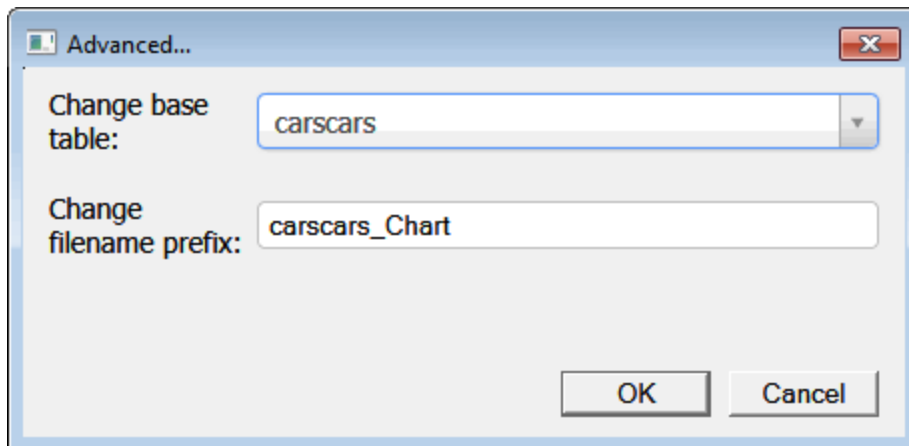 Advanced...
Change base
table:
carscars
Change
filename prefix:
carscars_Chart
OK
Cancel